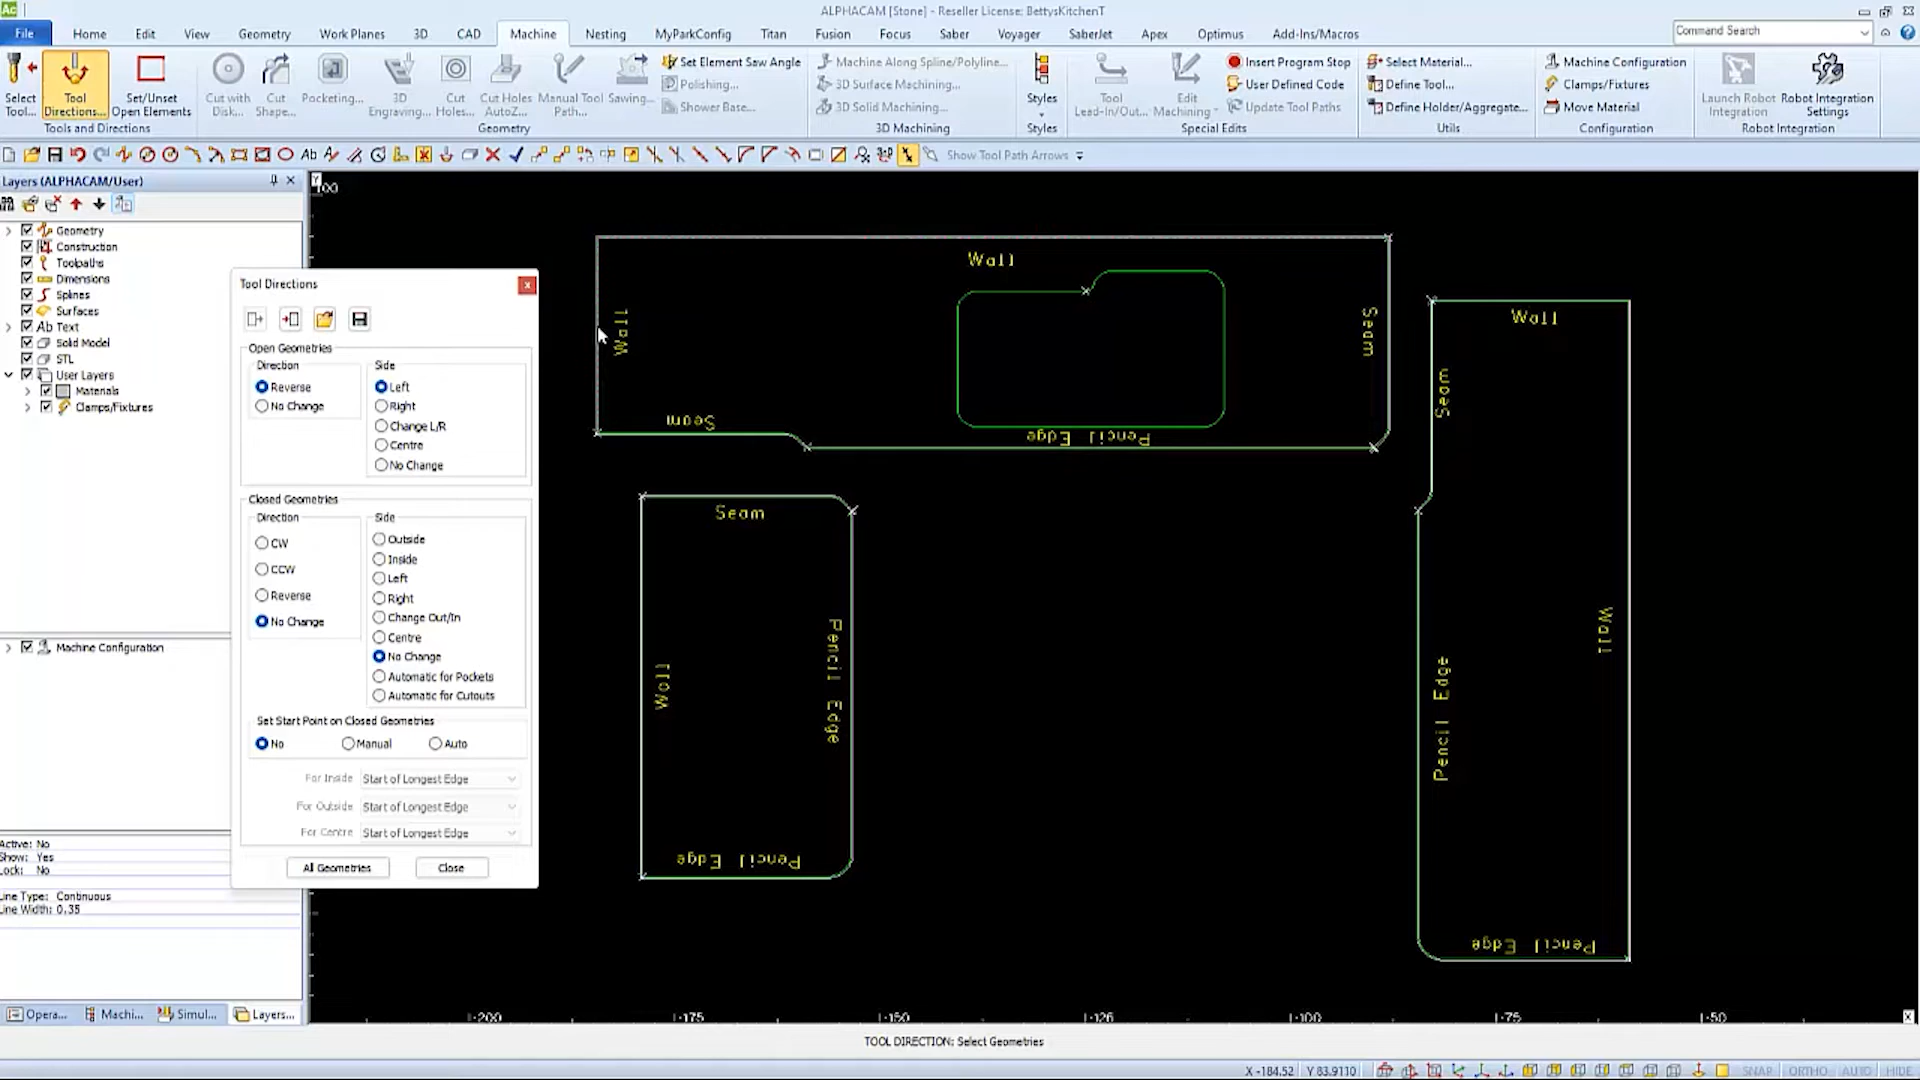 ALPHACAM [Stone] - Reseller License: BettysKitchenT
File Home Edit View Geometry Work Planes 3D CAD Machine Nesting MyParkConfig Titan Fusion Focus Saber Voyager SaberJet Apex Optimus Add-Ins/Macros
Command Search
Select Tool...
Tool Directions...
Set/Unset Open Elements
Tools and Directions
Cut with Disk...
Cut Shape...
Pocketing...
3D Engraving...
Cut Holes...
Cut Holes AutoZ...
Manual Tool Path...
Sawing...
Set Element Saw Angle
Polishing...
Shower Base...
Geometry
Machine Along Spline/Polyline...
3D Surface Machining...
3D Solid Machining...
3D Machining
Styles
Styles
Tool Lead-In/Out...
Edit Machining
Insert Program Stop
User Defined Code
Update Tool Paths
Special Edits
Select Material...
Define Tool...
Define Holder/Aggregate...
Utils
Machine Configuration
Clamps/Fixtures
Move Material
Configuration
Launch Robot Integration
Robot Integration Settings
Robot Integration
Show Tool Path Arrows
Layers (ALPHACAM/User)
Geometry
Construction
Toolpaths
Dimensions
Splines
Surfaces
Text
Solid Model
STL
User Layers
Materials
Clamps/Fixtures
Machine Configuration
Active: No
Show: Yes
Lock: No
Line Type: Continuous
Line Width: 0.35
Opera...
Machi...
Simul...
Layers...
Tool Directions
Open Geometries
Direction
Reverse
No Change
Side
Left
Right
Change L/R
Centre
No Change
Closed Geometries
Direction
CW
CCW
Reverse
No Change
Side
Outside
Inside
Left
Right
Change Out/In
Centre
No Change
Automatic for Pockets
Automatic for Cutouts
Set Start Point on Closed Geometries
No Manual Auto
For Inside Start of Longest Edge
For Outside Start of Longest Edge
For Centre Start of Longest Edge
All Geometries Close
Wall
Wall
Seam
Seam
Pencil Edge
Seam
Wall
Pencil Edge
Pencil Edge
Wall
Seam
Wall
Pencil Edge
Pencil Edge
-200 -175 -150 -125 -100 -75 -50
TOOL DIRECTION: Select Geometries
X -184.52 Y 83.9110
SNAP ORTHO AUTO HIDE